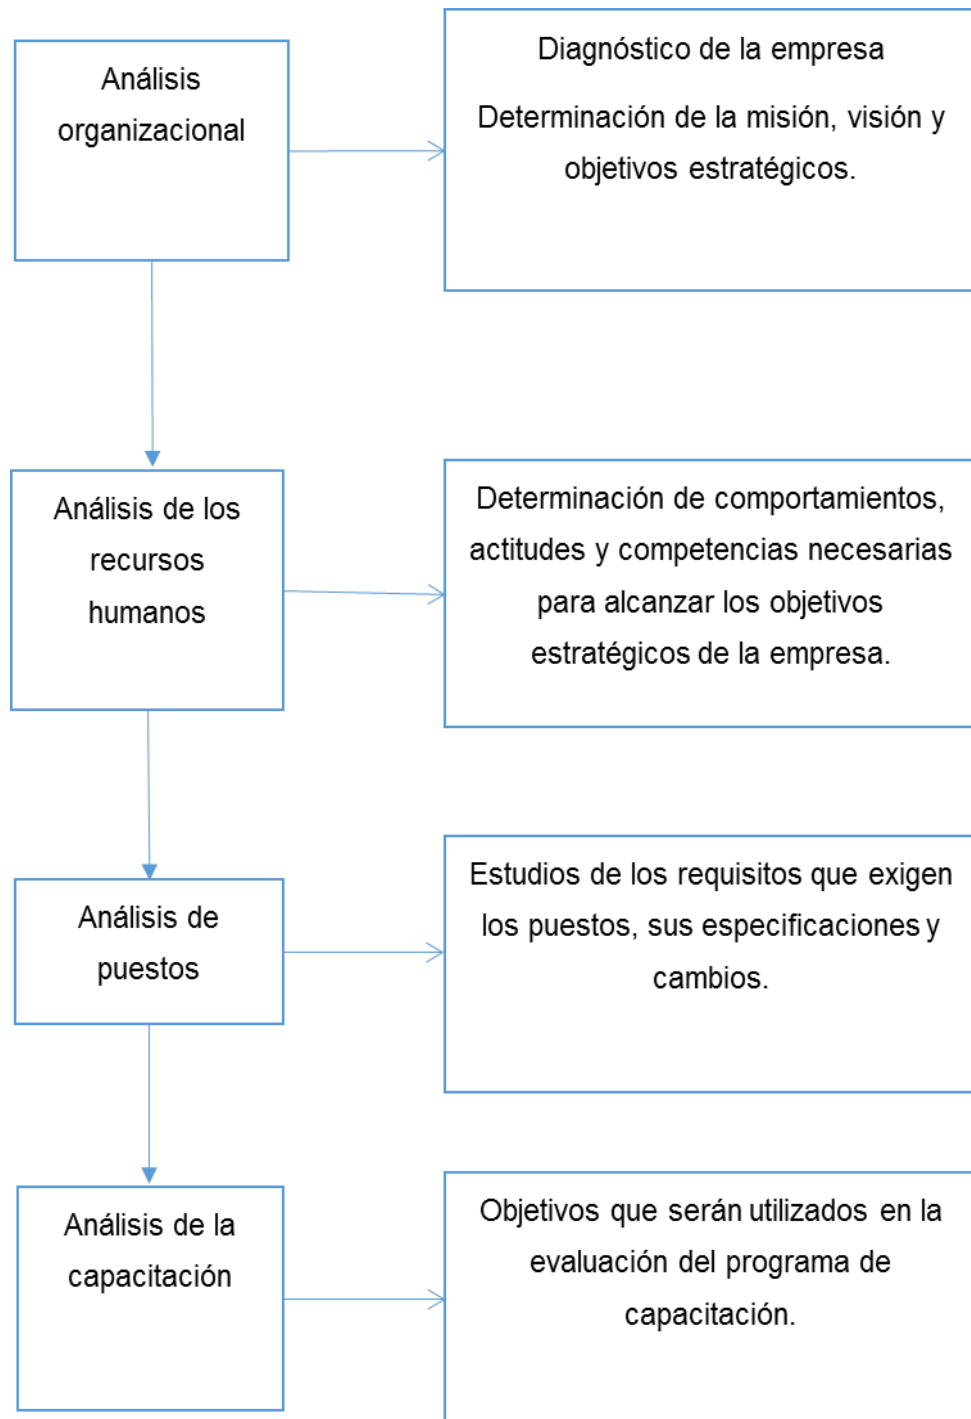 Análisis
organizacional
Diagnóstico de la empresa
Determinación de la misión, visión y
objetivos estratégicos.
Análisis de los
recursos
humanos
Determinación de comportamientos,
actitudes y competencias necesarias
para alcanzar los objetivos
estratégicos de la empresa.
Análisis de
puestos
Estudios de los requisitos que exigen
los puestos, sus especificaciones y
cambios.
Análisis de la
capacitación
Objetivos que serán utilizados en la
evaluación del programa de
capacitación.